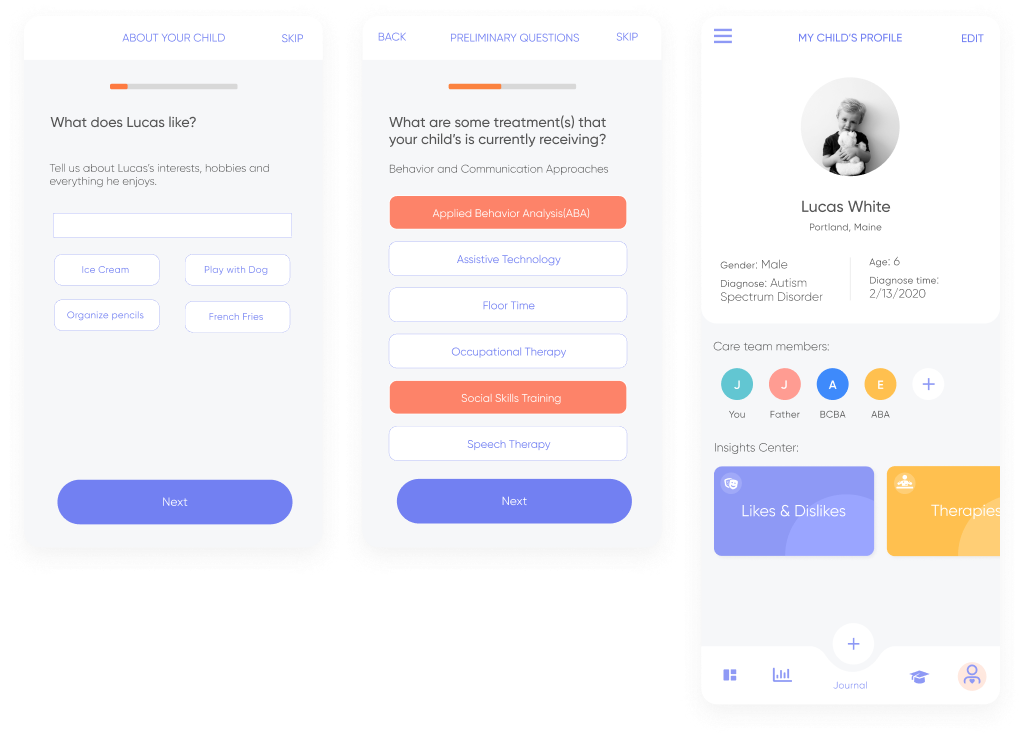 ABOUT YOUR CHILD
SKIP
What does Lucas like?
Tell us about Lucas's interests, hobbies and
everything he enjoys.
Ice Cream
Play with Dog
Organize pencils
French Fries
Next
BACK
PRELIMINARY QUESTIONS
SKIP
What are some treatment(s) that
your child's is currently receiving?
Behavior and Communication Approaches
Applied Behavior Analysis(ABA)
Assistive Technology
Floor Time
Occupational Therapy
Social Skills Training
Speech Therapy
Next
MY CHILD'S PROFILE
EDIT
Lucas White
Portland, Maine
Gender: Male
Diagnose: Autism
Spectrum Disorder
Age: 6
Diagnose time:
2/13/2020
Care team members:
J
J
A
E
You
Father
BCBA
ABA
Insights Center:
Likes & Dislikes
Therapies
Journal